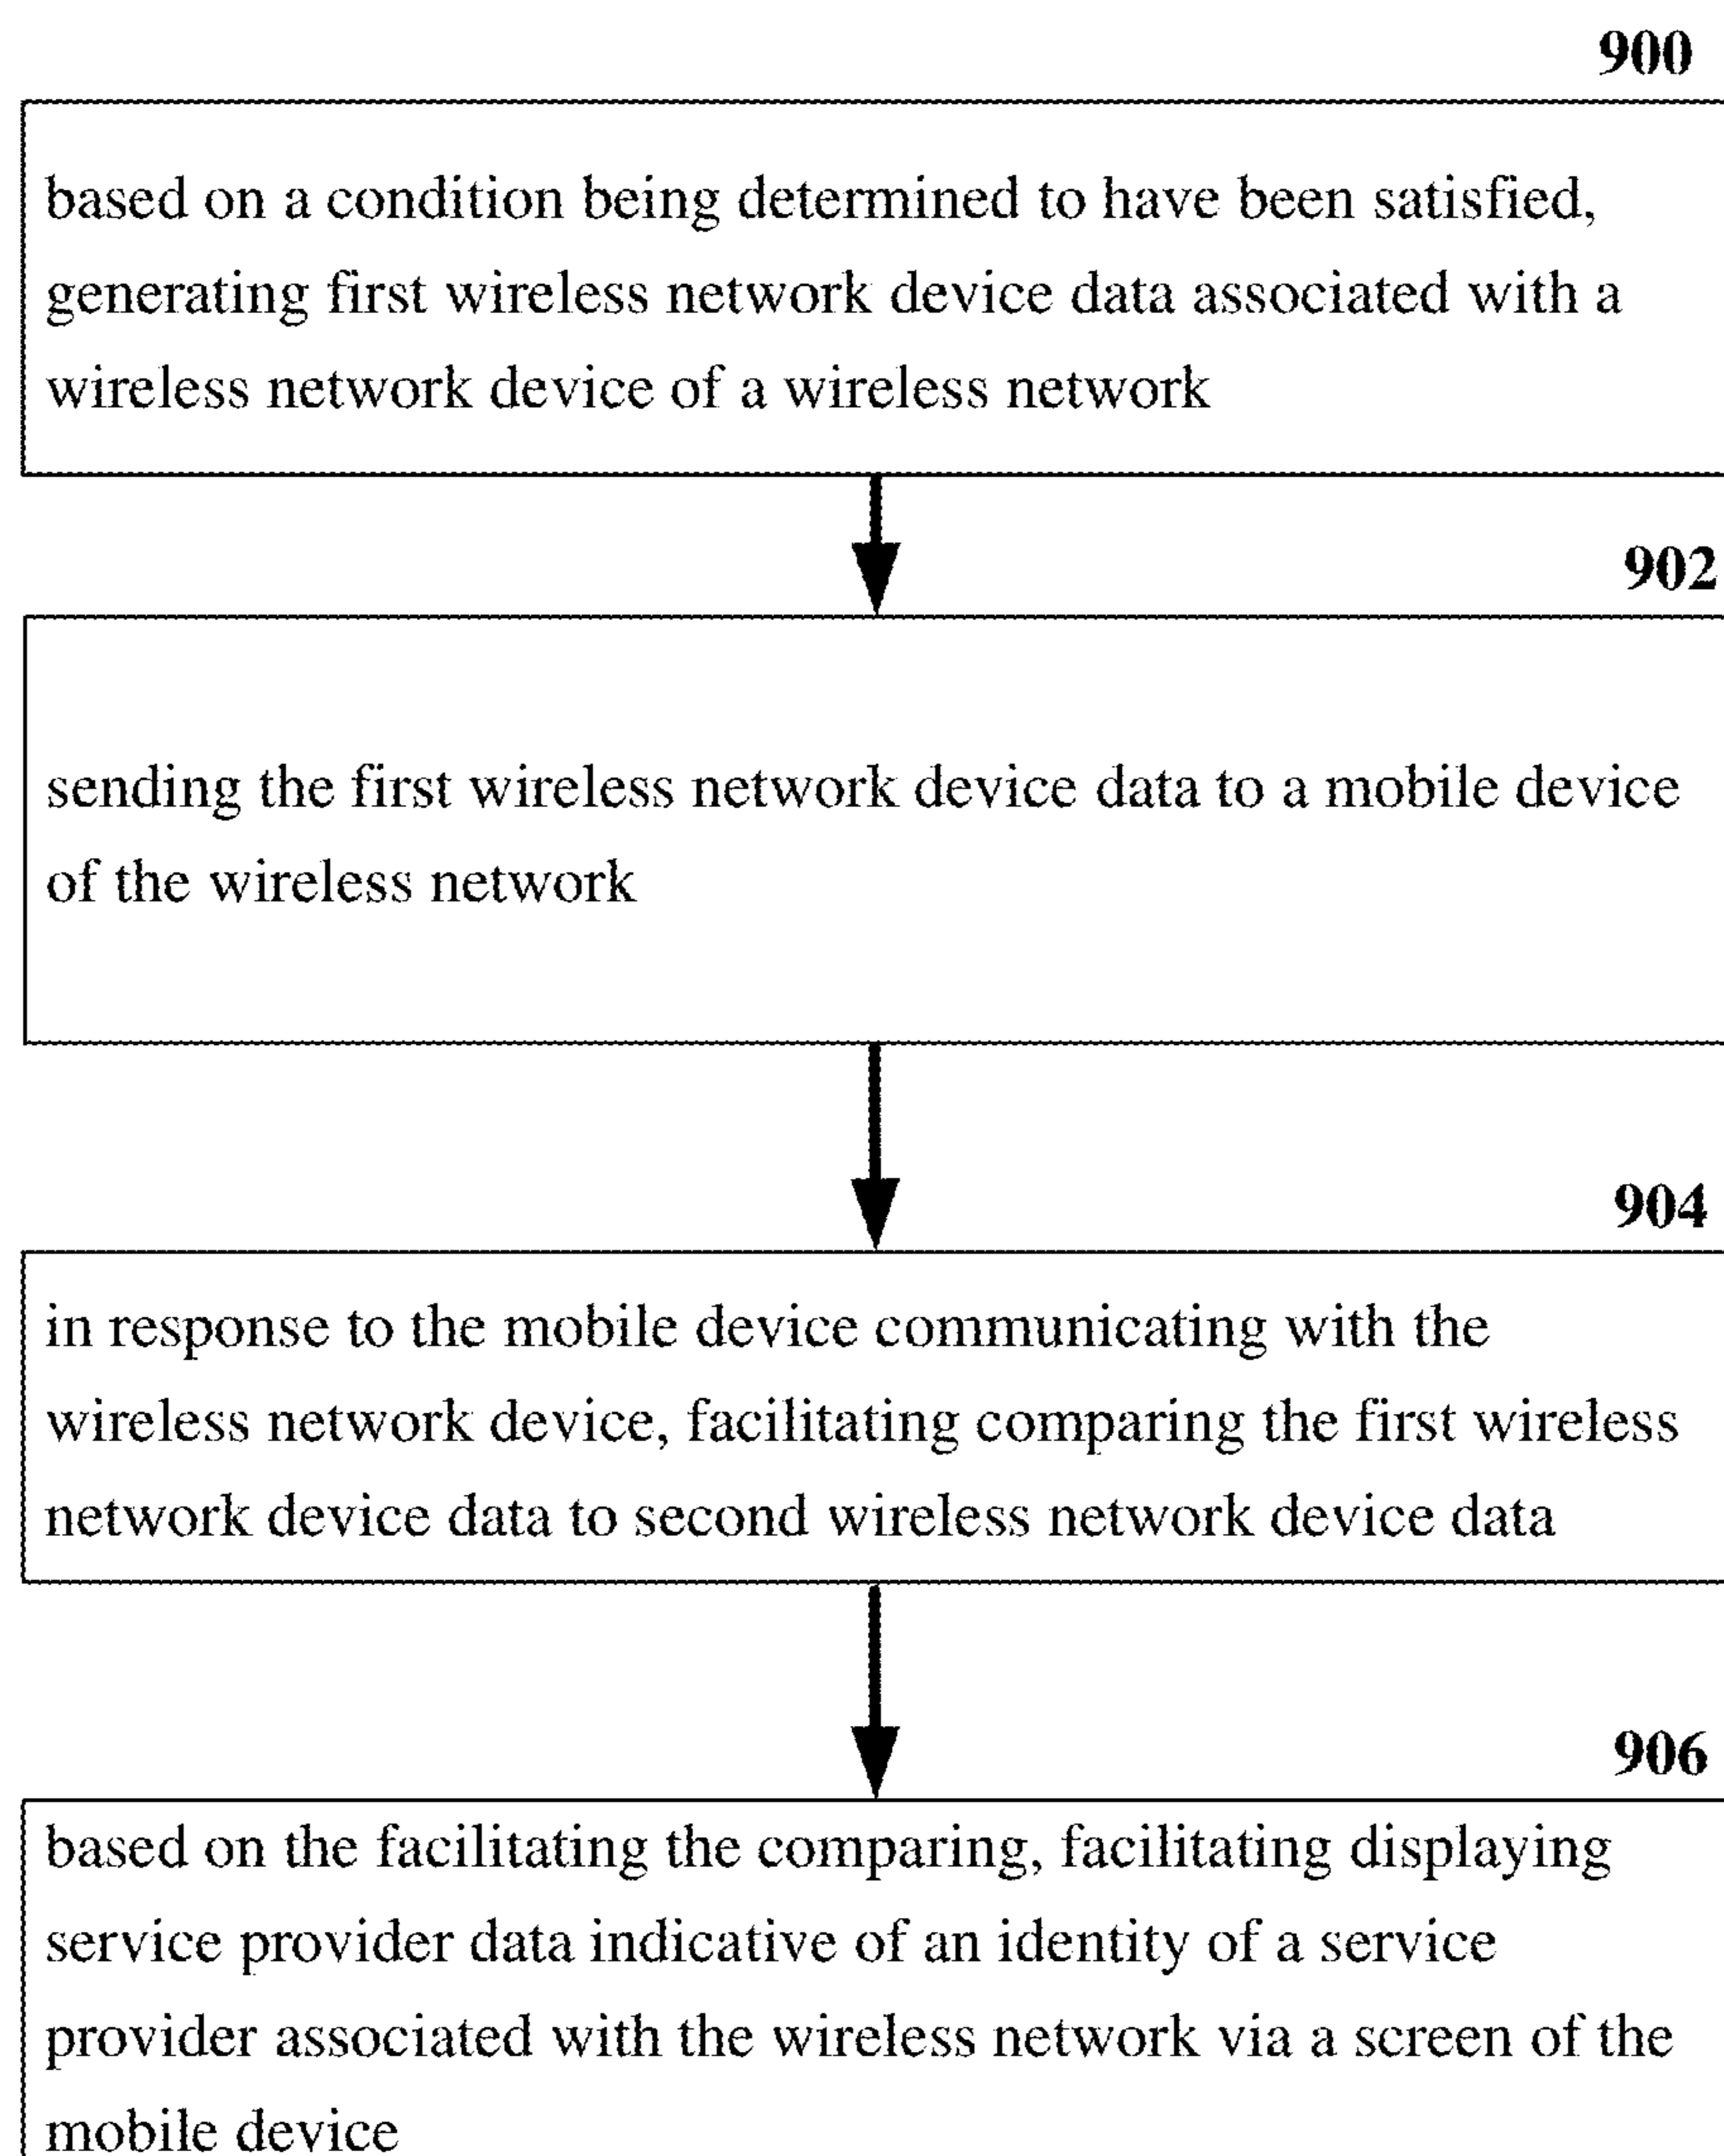 900
based on a condition being determined to have been satisfied,
generating first wireless network device data associated with a
wireless network device of a wireless network
902
sending the first wireless network device data to a mobile device
of the wireless network
904
in response to the mobile device communicating with the
wireless network device, facilitating comparing the first wireless
network device data to second wireless network device data
906
based on the facilitating the comparing, facilitating displaying
service provider data indicative of an identity of a service
provider associated with the wireless network via a screen of the
mobile device